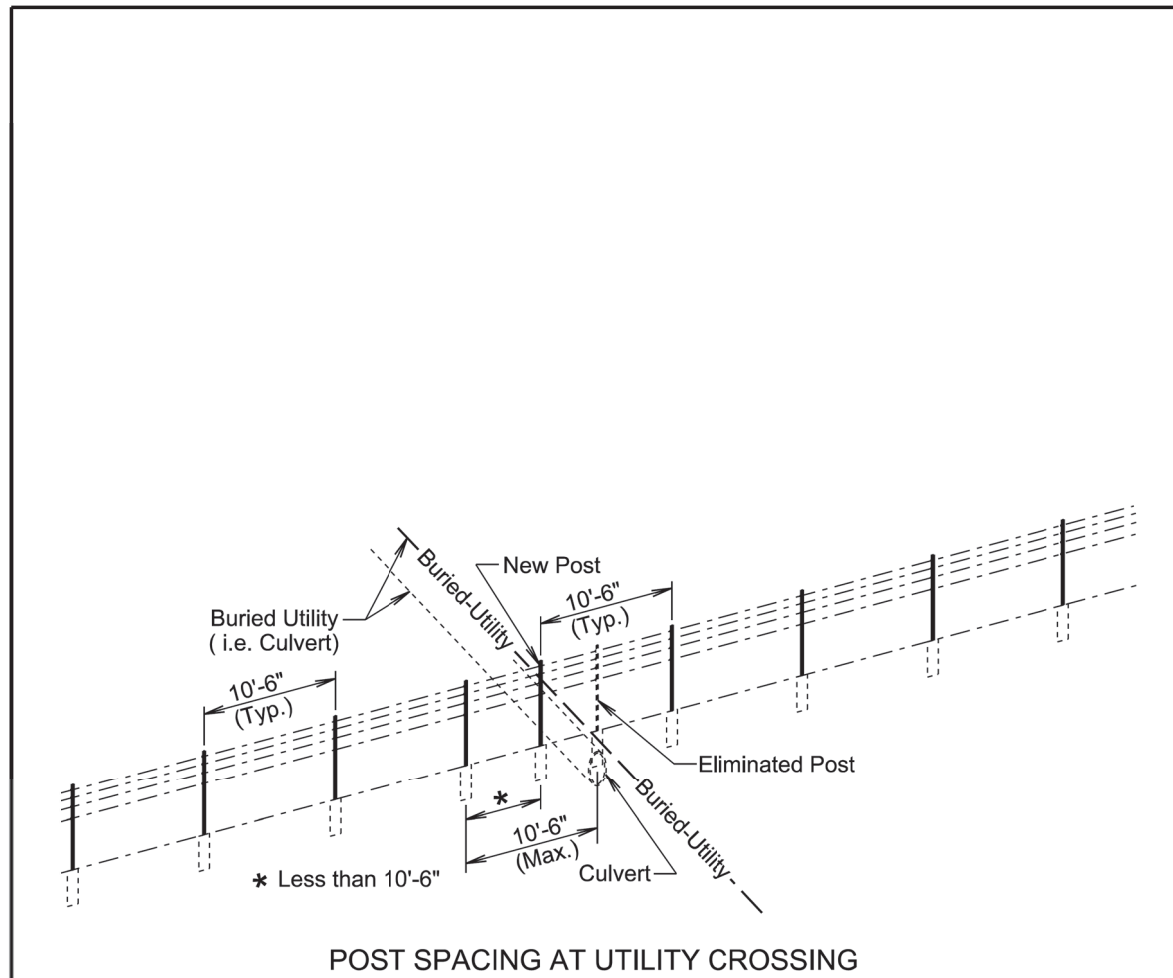 Buried-Utility
New Post
10'-6"
(Typ.)
Buried Utility
( i.e. Culvert)
10'-6"
(Typ.)
Eliminated Post
*
10'-6"
(Max.)
Buried-Utility
Culvert
* Less than 10'-6"
POST SPACING AT UTILITY CROSSING